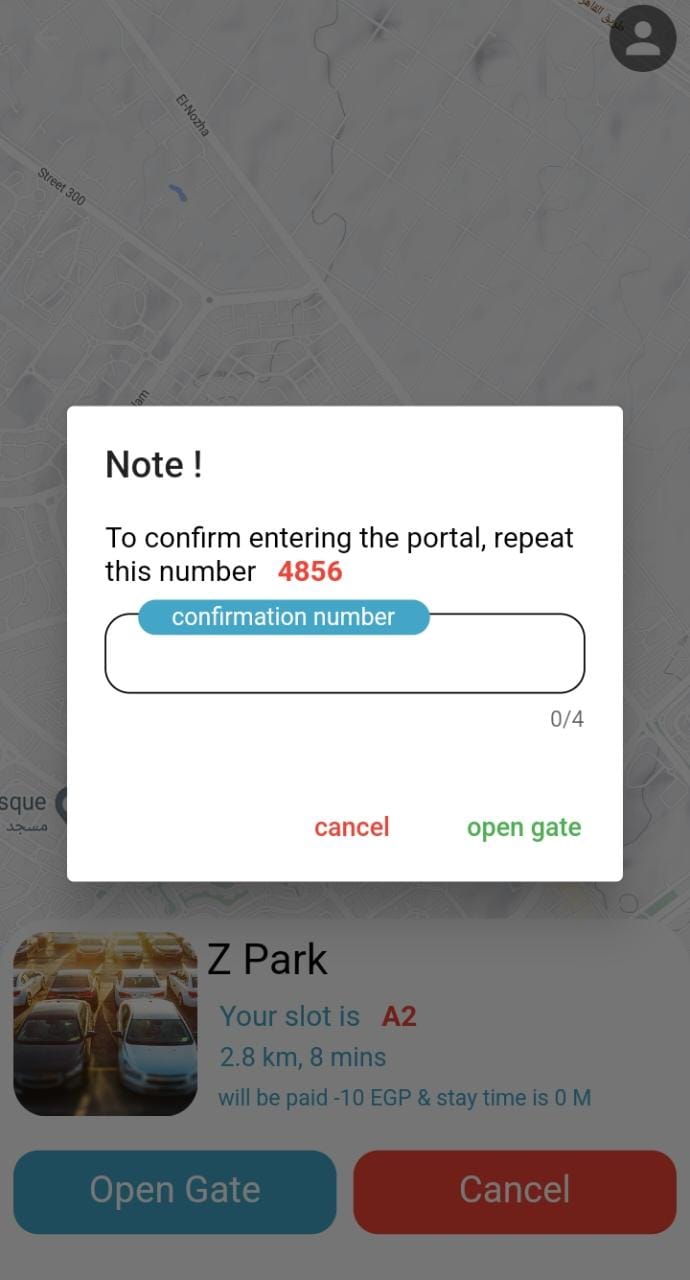 طريق القاهر
El-Nozha
Street 300
lam
Note !
To confirm entering the portal, repeat
this number 4856
confirmation number
0/4
sque
مسجد
cancel
open gate
Z Park
Your slot is A2
2.8 km, 8 mins
will be paid -10 EGP & stay time is 0 M
Open Gate
Cancel